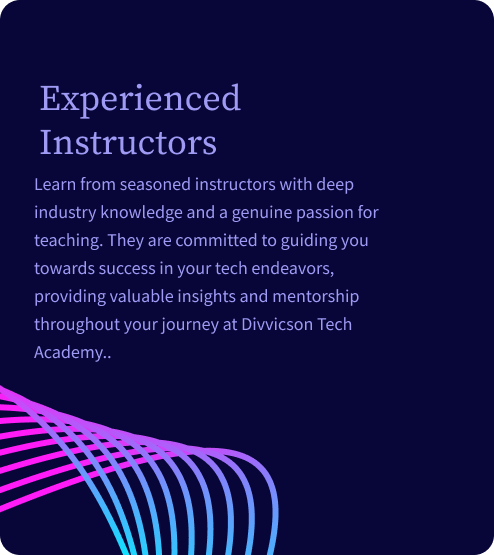 Experienced
Instructors
Learn from seasoned instructors with deep
industry knowledge and a genuine passion for
teaching. They are committed to guiding you
towards success in your tech endeavors,
providing valuable insights and mentorship
throughout your journey at Divvicson Tech
Academy..